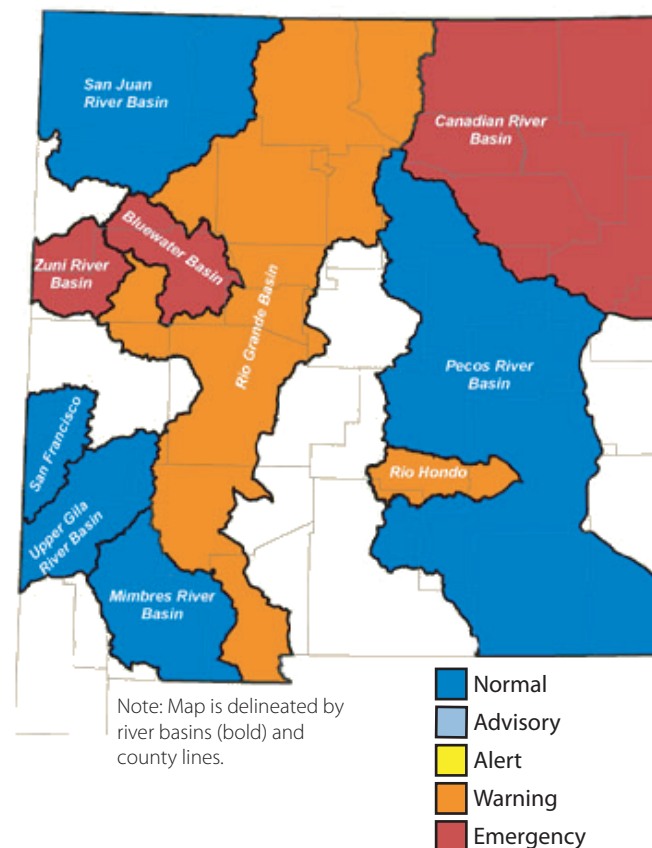 San Juan
River Basin
Canadian River
Basin
Bluewater Basin
Zuni River
Basin
Rio Grande Basin
Pecos River
Basin
San Francisco
Rio Hondo
Upper Gila
River Basin
Mimbres River
Basin
Note: Map is delineated by
river basins (bold) and
county lines.
Normal
Advisory
Alert
Warning
Emergency